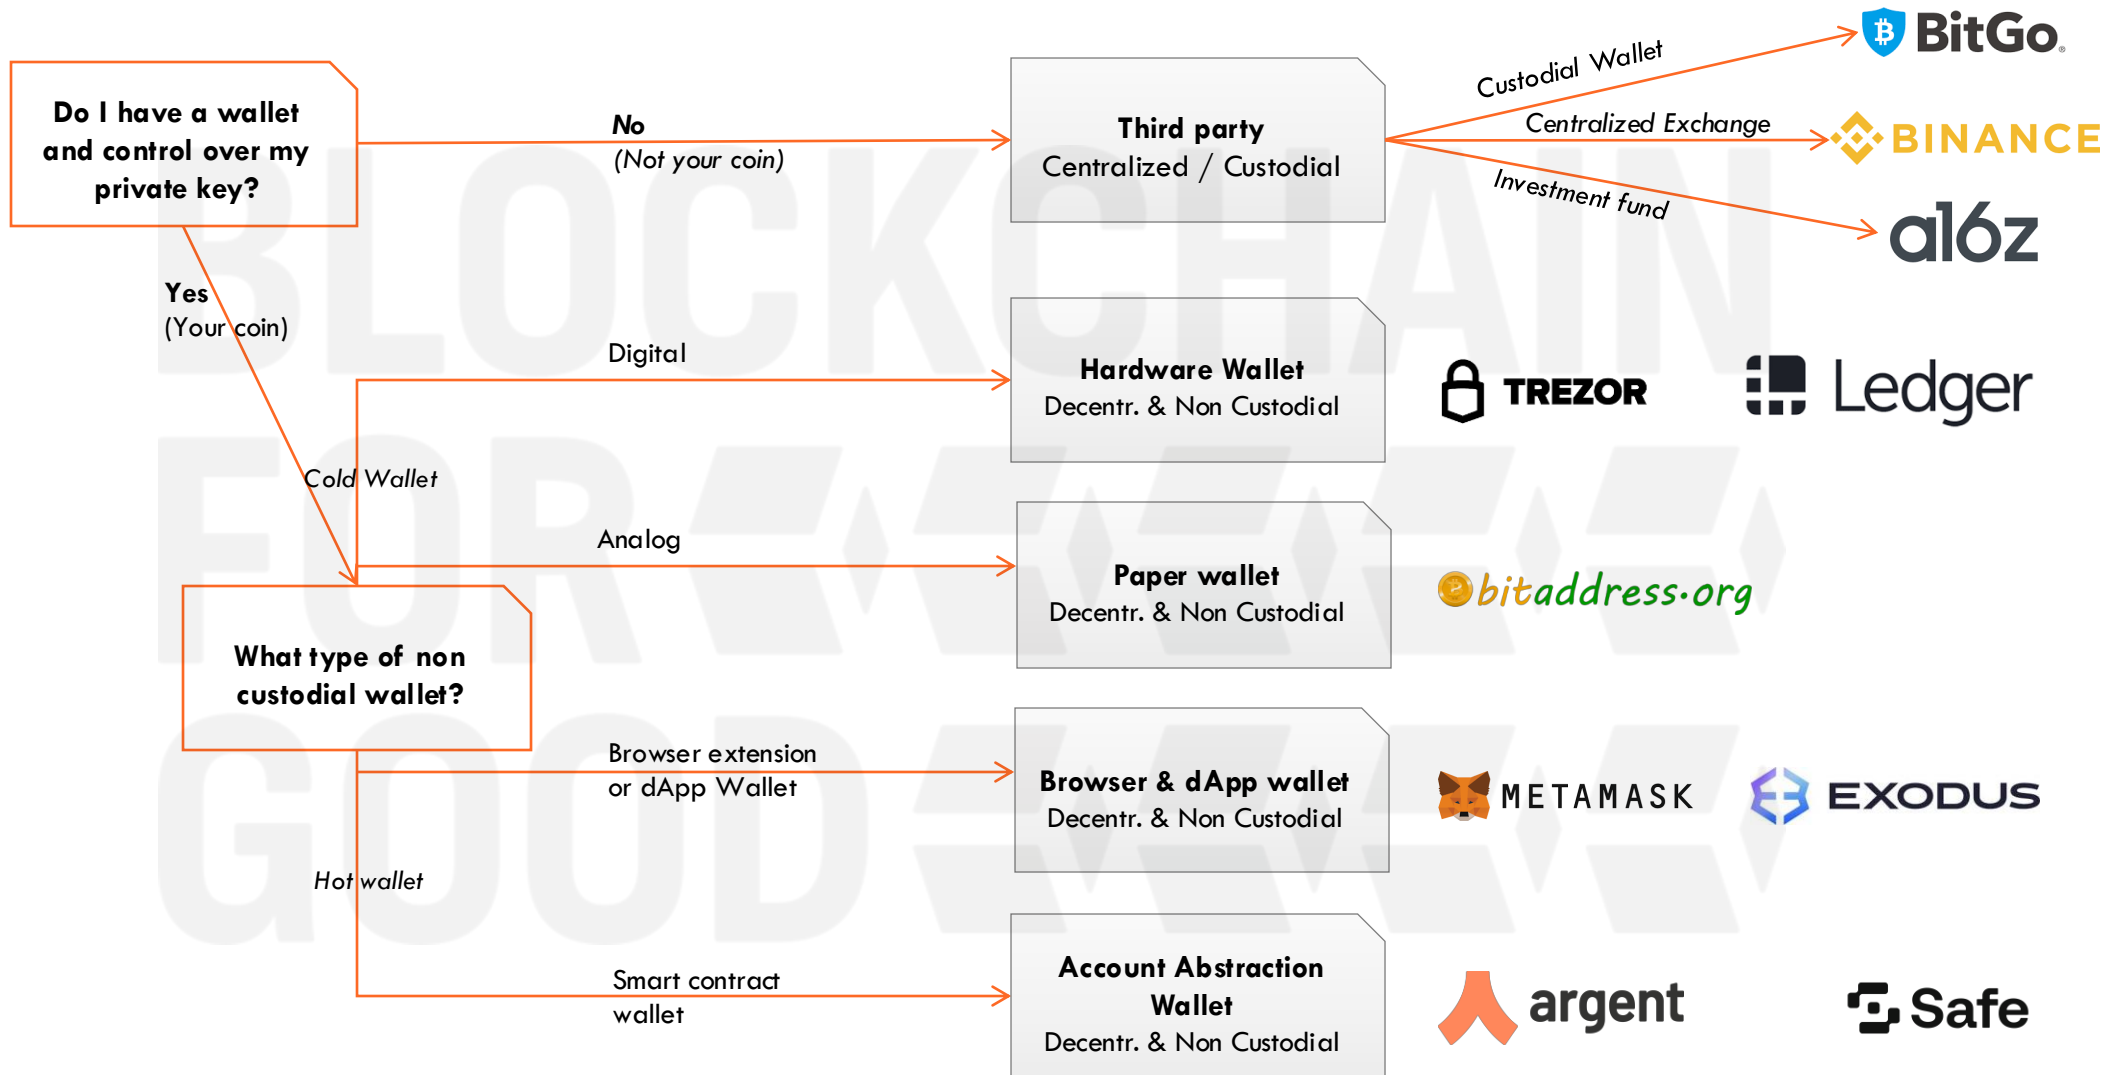 Do I have a wallet
and control over my
private key?
No
(Not your coin)
Third party
Centralized / Custodial
Custodial Wallet
BitGo
Centralized Exchange
BINANCE
Investment fund
a16z
Yes
(Your coin)
Digital
Hardware Wallet
Decentr. & Non Custodial
TREZOR
Ledger
Cold Wallet
Analog
Paper wallet
Decentr. & Non Custodial
bitaddress.org
What type of non
custodial wallet?
Browser extension
or dApp Wallet
Browser & dApp wallet
Decentr. & Non Custodial
METAMASK
EXODUS
Hot wallet
Smart contract
wallet
Account Abstraction
Wallet
Decentr. & Non Custodial
argent
Safe
BLOCKCHAIN
FOR
GOOD